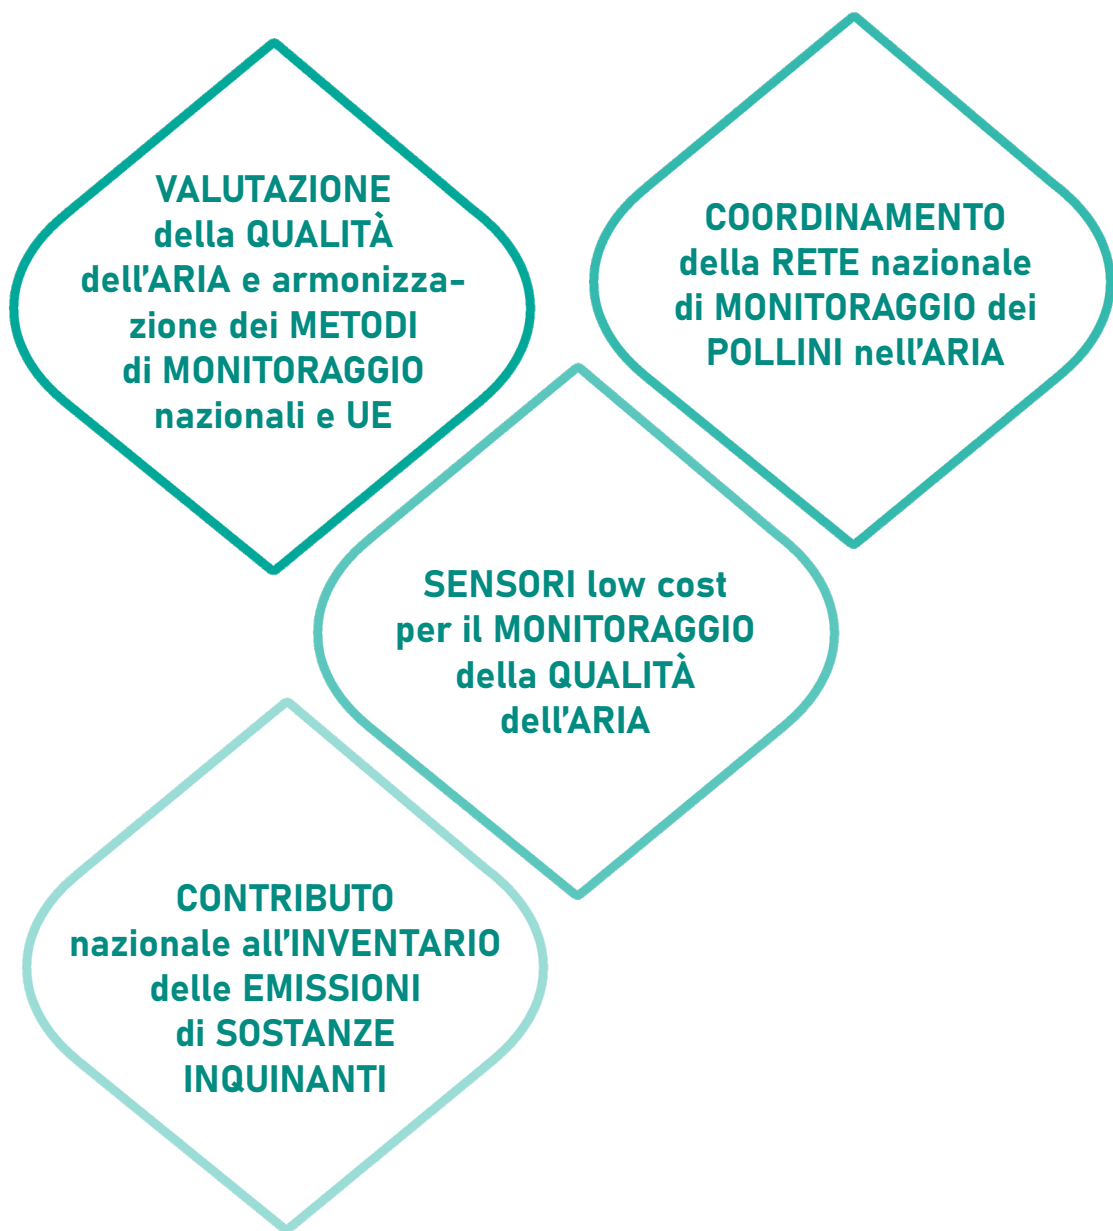 VALUTAZIONE
della QUALITÀ
dell'ARIA e armonizza-
zione dei METODI
di MONITORAGGIO
nazionali e UE
COORDINAMENTO
della RETE nazionale
di MONITORAGGIO dei
POLLINI nell'ARIA
SENSORI low cost
per il MONITORAGGIO
della QUALITÀ
dell'ARIA
CONTRIBUTO
nazionale all'INVENTARIO
delle EMISSIONI
di SOSTANZE
INQUINANTI